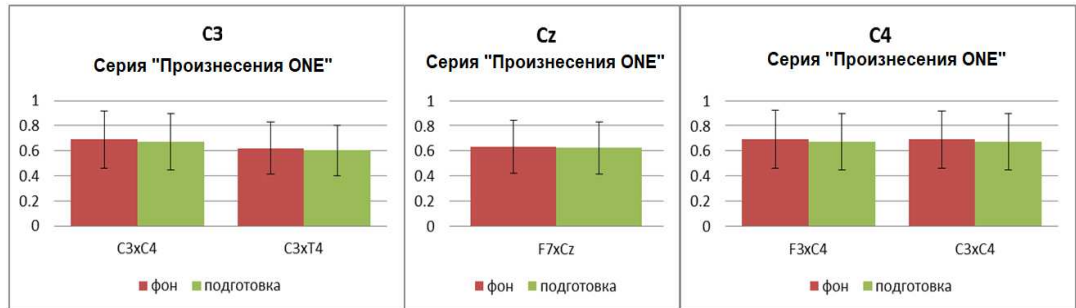 C3
Серия "Произнесения ONE"
1
0.8
0.6
0.4
0.2
0
C3xC4
C3xT4
фон
подготовка
Cz
Серия "Произнесения ONE"
1
0.8
0.6
0.4
0.2
0
F7xCz
фон
подготовка
C4
Серия "Произнесения ONE"
1
0.8
0.6
0.4
0.2
0
F3xC4
C3xC4
фон
подготовка